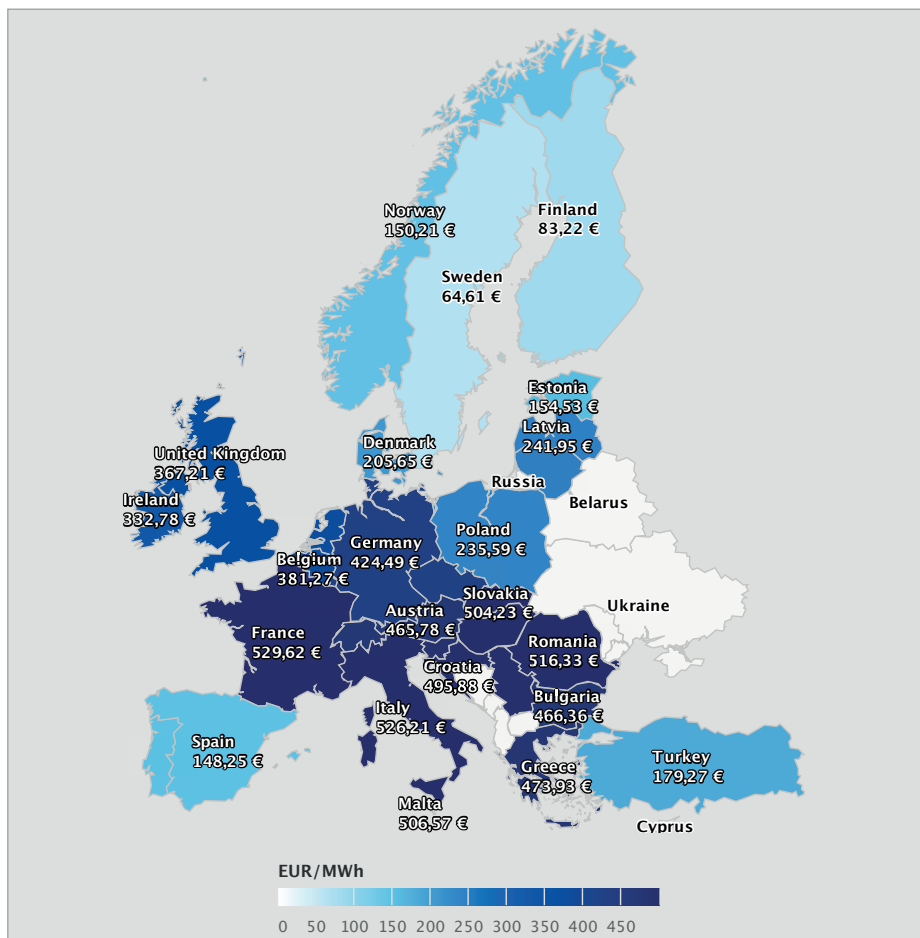 Norway
150,21 €
Finland
83,22 €
Sweden
64,61 €
Estonia
154,53 €
Latvia
241,95 €
Denmark
205,65 €
United Kingdom
367,21 €
Russia
Ireland
332,78 €
Belarus
Poland
235,59 €
Germany
424,49 €
Belgium
381,27 €
Slovakia
504,23 €
Ukraine
Austria
465,78 €
France
529,62 €
Romania
516,33 €
Croatia
495,88 €
Bulgaria
466,36 €
Italy
526,21 €
Spain
148,25 €
Turkey
179,27 €
Greece
473,93 €
Malta
506,57 €
Cyprus
EUR/MWh
0 50 100 150 200 250 300 350 400 450